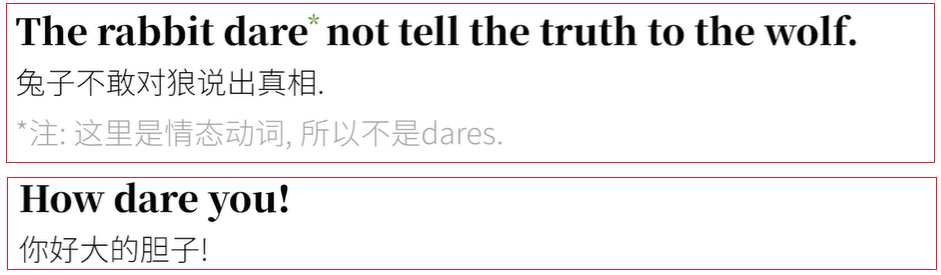 The rabbit dare* not tell the truth to the wolf.
兔子不敢对狼说出真相.
*注: 这里是情态动词, 所以不是dares.
How dare you!
你好大的胆子!